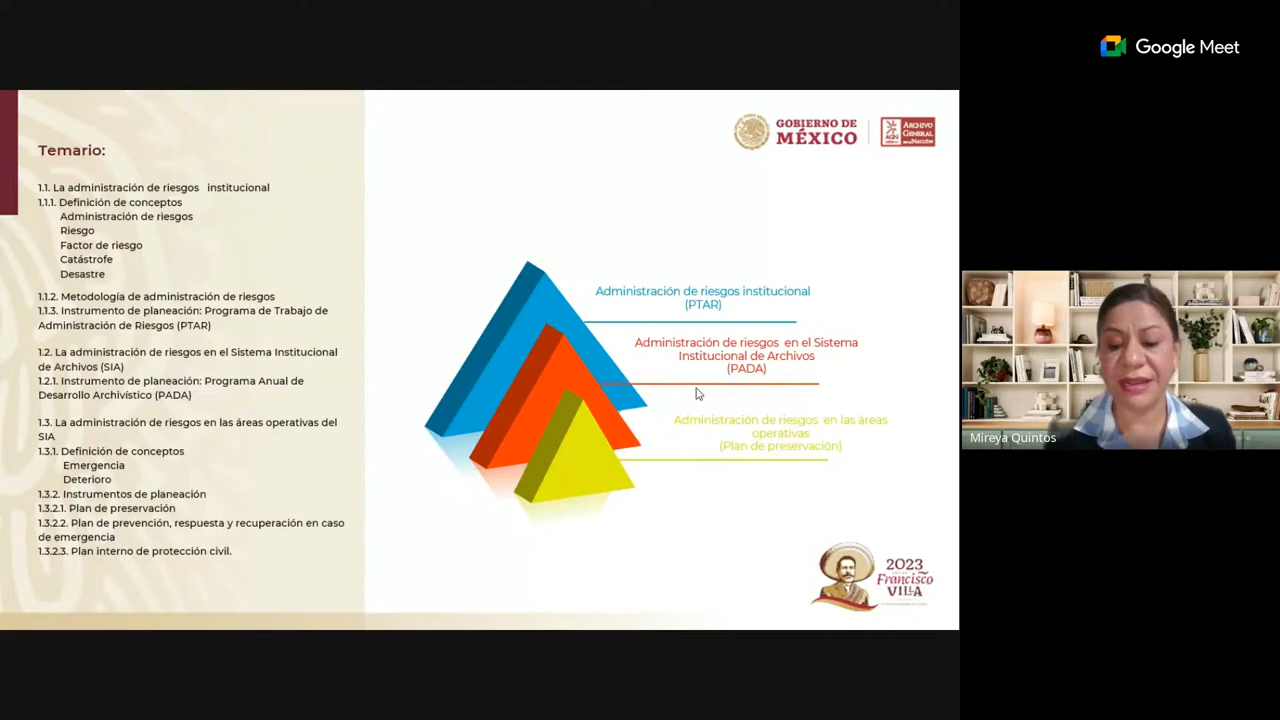 Google Meet
GOBIERNO DE
MÉXICO
ARCHIVO
GENERAL
DE LA NACIÓN
Temario:
1.1. La administración de riesgos institucional
1.1.1. Definición de conceptos
Administración de riesgos
Riesgo
Factor de riesgo
Catástrofe
Desastre
1.1.2. Metodología de administración de riesgos
1.1.3. Instrumento de planeación: Programa de Trabajo de
Administración de Riesgos (PTAR)
1.2. La administración de riesgos en el Sistema Institucional
de Archivos (SIA)
1.2.1. Instrumento de planeación: Programa Anual de
Desarrollo Archivístico (PADA)
1.3. La administración de riesgos en las áreas operativas del
SIA
1.3.1. Definición de conceptos
Emergencia
Deterioro
1.3.2. Instrumentos de planeación
1.3.2.1. Plan de preservación
1.3.2.2. Plan de prevención, respuesta y recuperación en caso
de emergencia
1.3.2.3. Plan interno de protección civil.
Administración de riesgos institucional
(PTAR)
Administración de riesgos en el Sistema
Institucional de Archivos
(PADA)
Administración de riesgos en las áreas
operativas
(Plan de preservación)
2023
Francisco
VILLA
Mireya Quintos